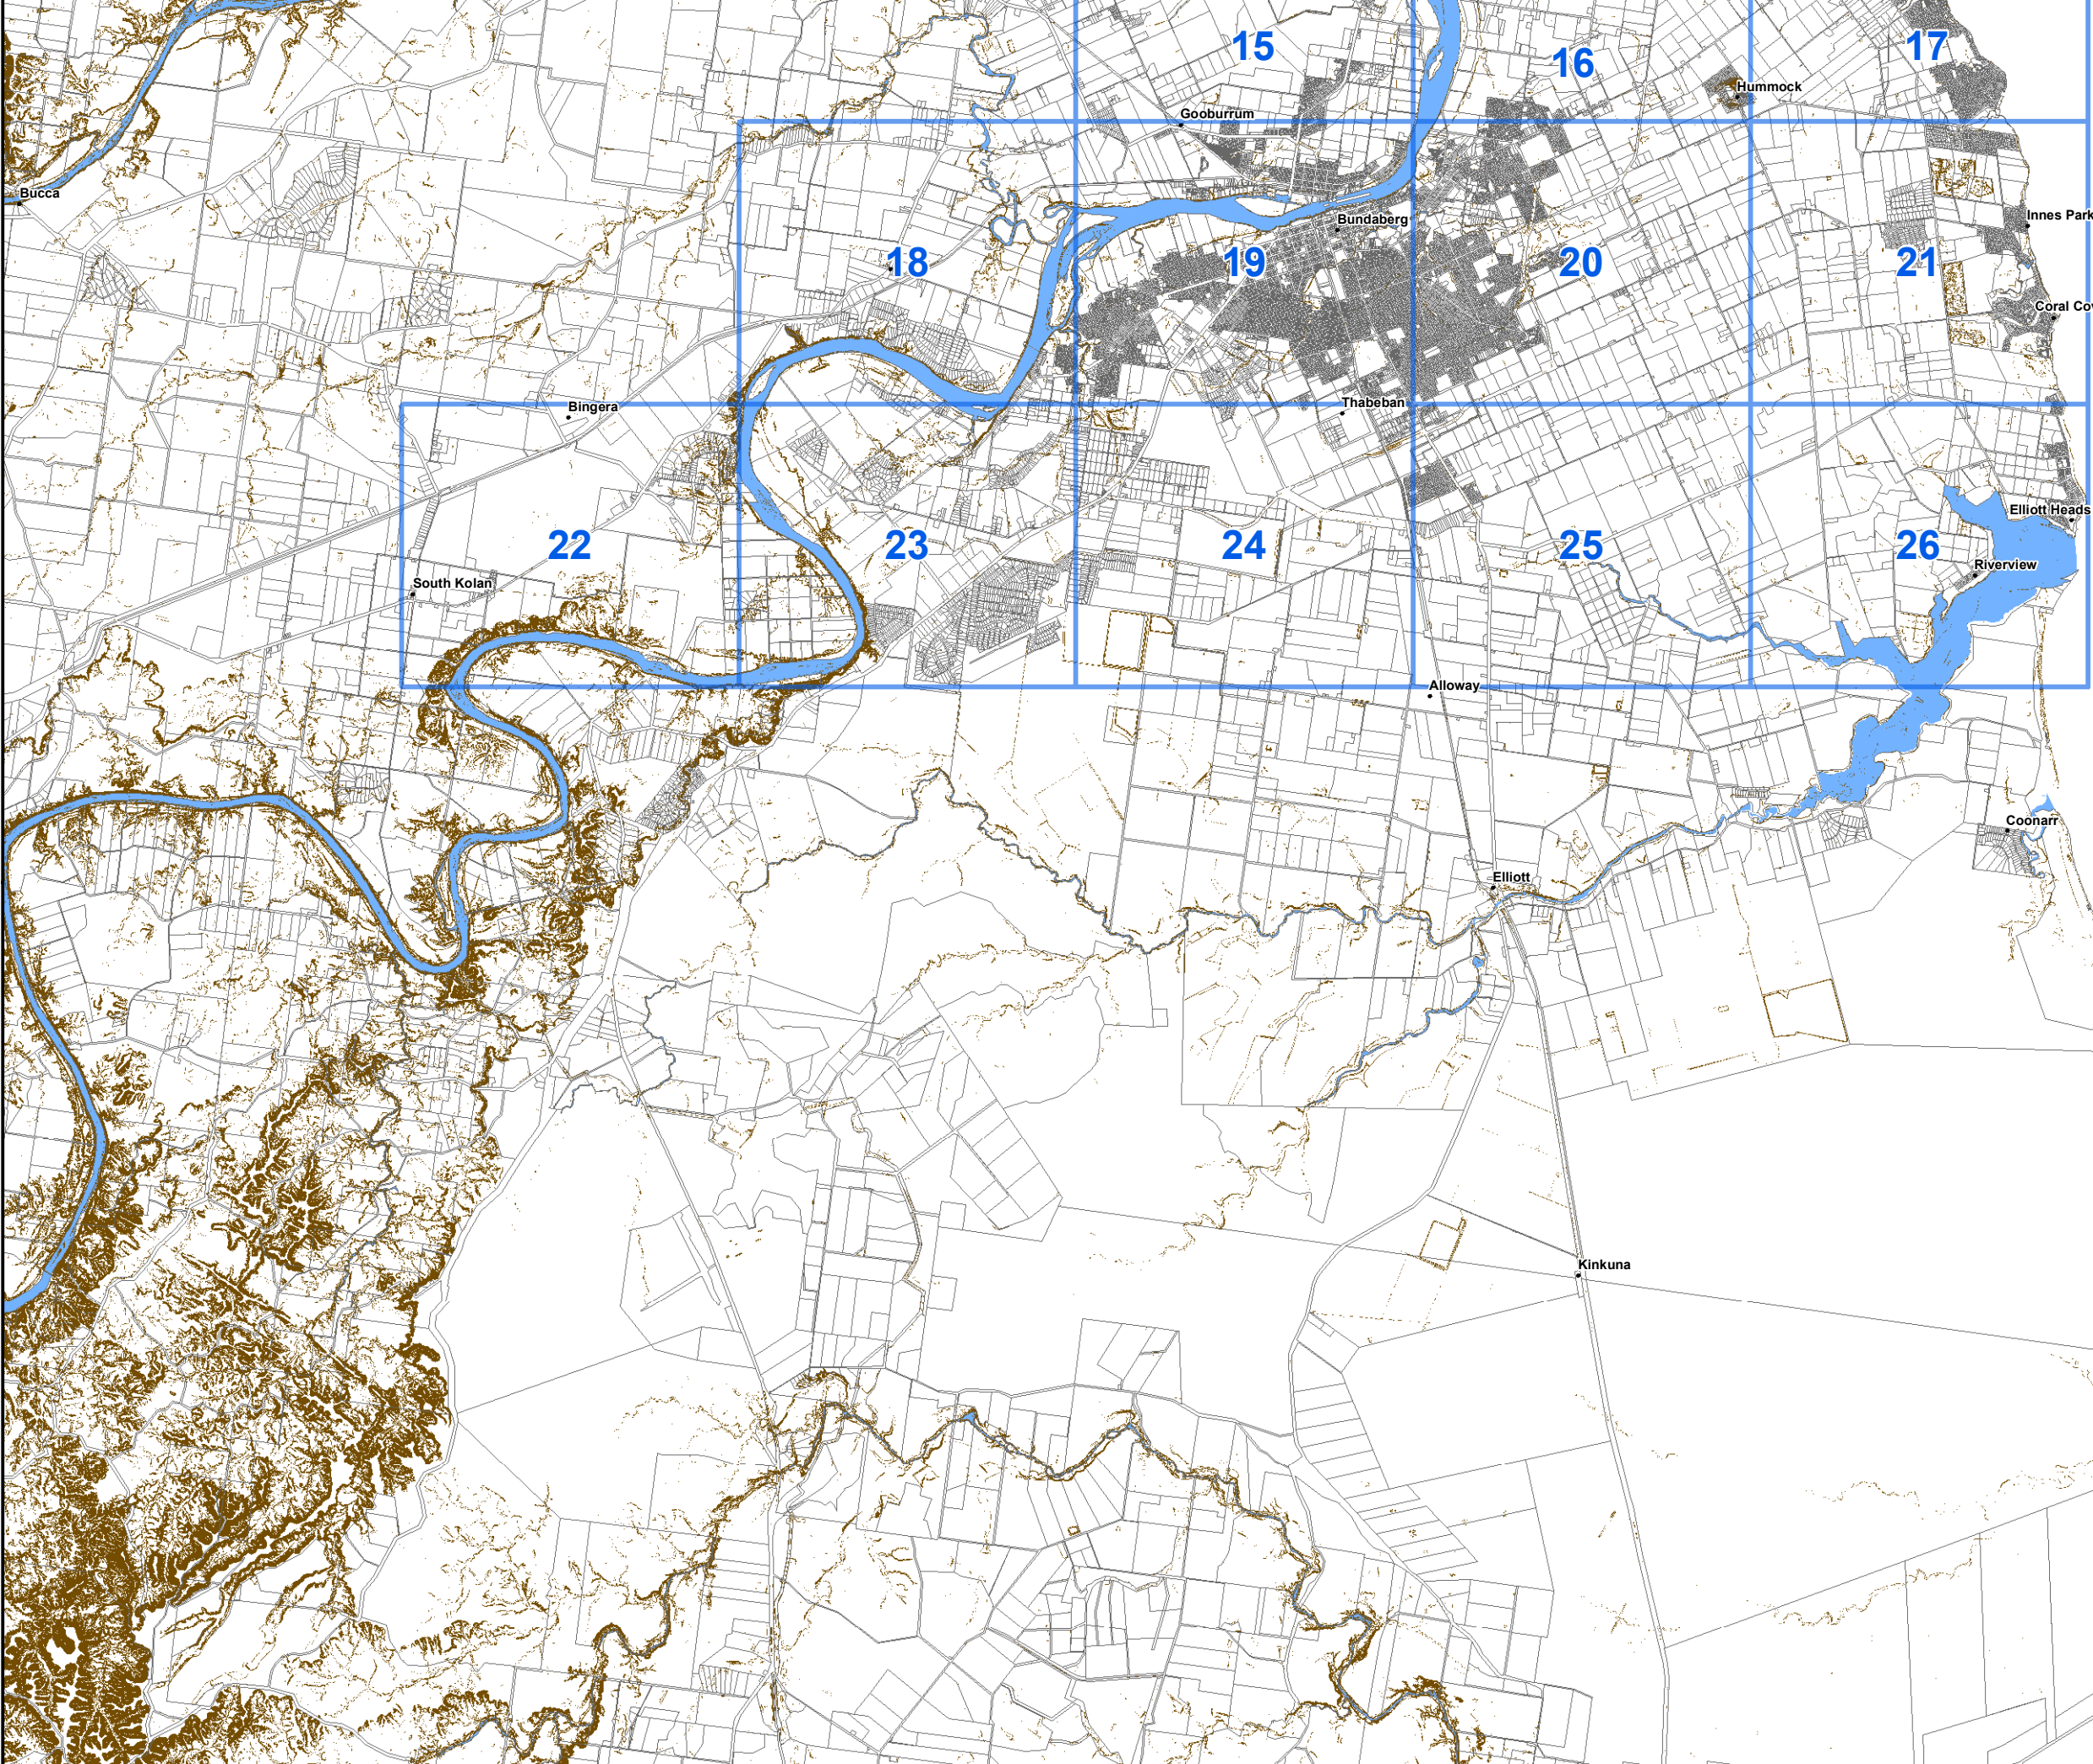 15
17
16
Hummock
Gooburrum
Bucca
Innes Park
Bundaberg
18
19
20
21
Coral Co
Thabeban
Bingera
Elliott Heads
22
23
24
25
26
Riverview
South Kolan
Alloway
Coonarr
Elliott
Kinkuna